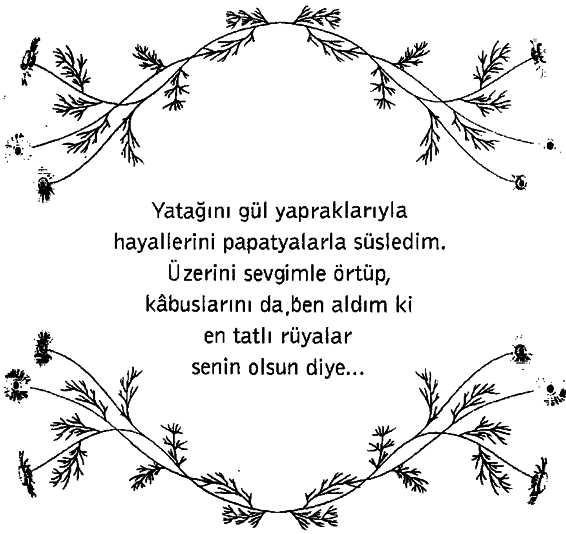 Yatağını gül yapraklarıyla
hayallerini papatyalarla süsledim.
Üzerini sevgimle örtüp,
kâbuslarını da,ben aldım ki
en tatlı rüyalar
senin olsun diye...